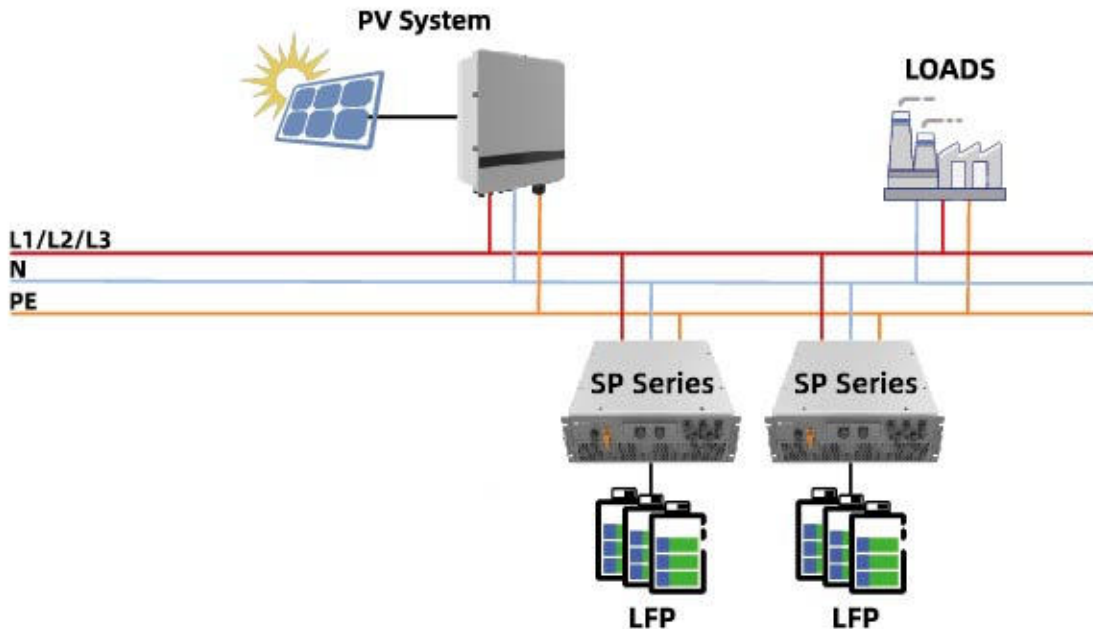 PV System
LOADS
L1/L2/L3
N
PE
SP Series
SP Series
LFP
LFP